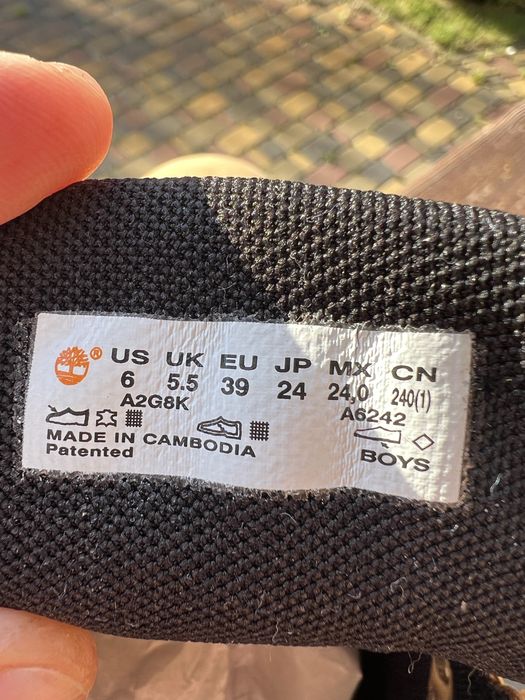 ® US UK EU JP MX CN
6 5.5 39 24 24,0 240(1)
A2G8K A6242
MADE IN CAMBODIA
Patented BOYS